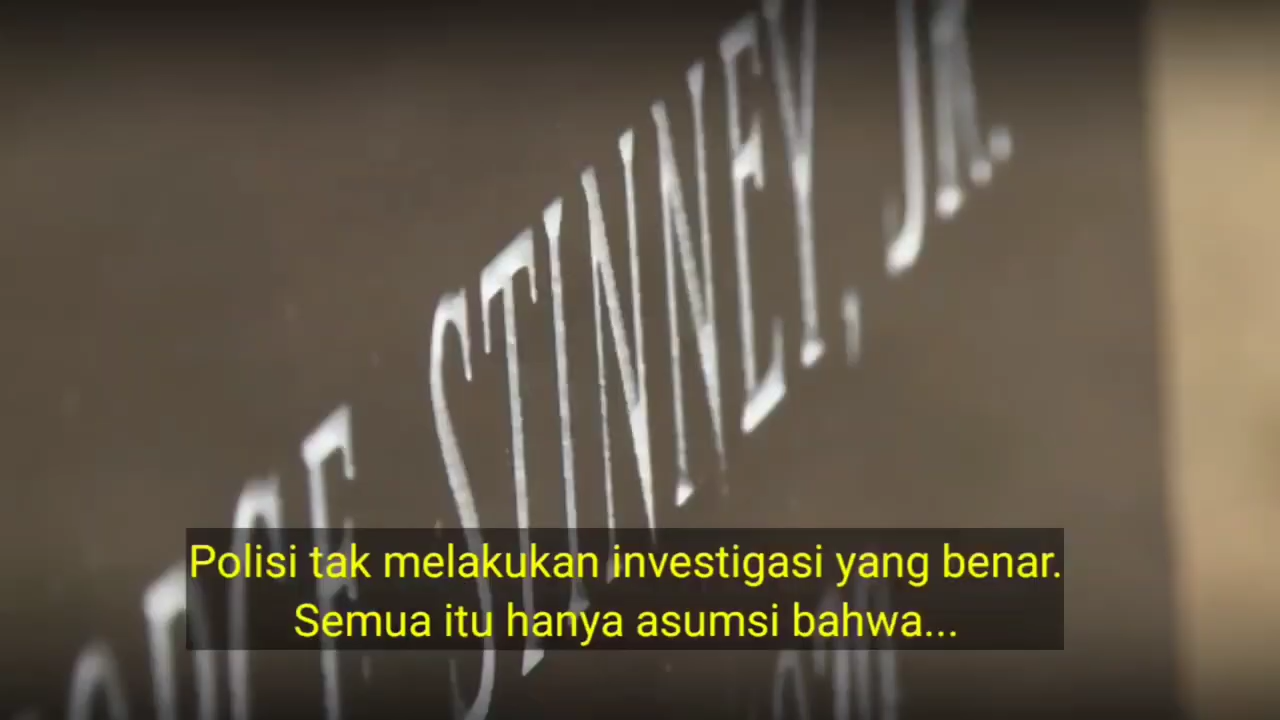 STINNEY, JR.
Polisi tak melakukan investigasi yang benar.
Semua itu hanya asumsi bahwa...